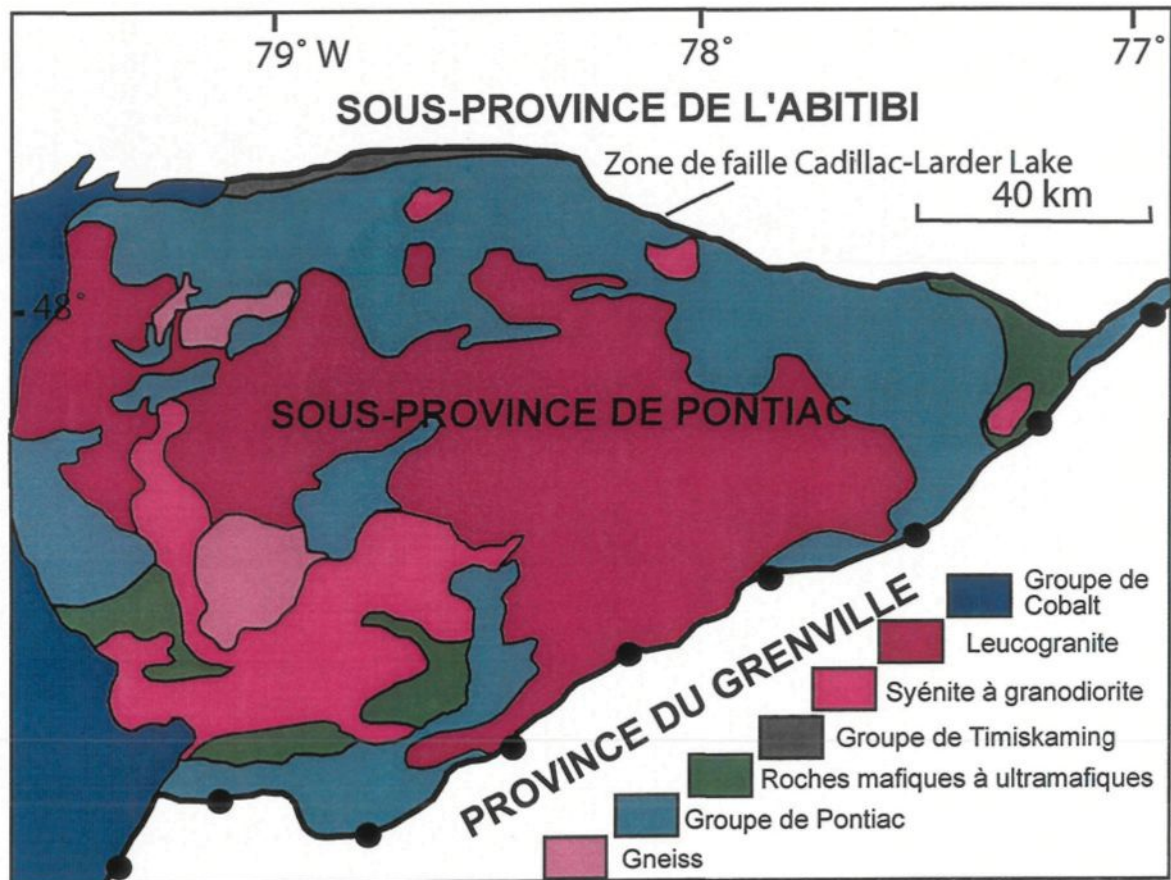 79° W
78°
77°
SOUS-PROVINCE DE L'ABITIBI
Zone de faille Cadillac-Larder Lake
40 km
48°
SOUS-PROVINCE DE PONTIAC
PROVINCE DU GRENVILLE
Groupe de
Cobalt
Leucogranite
Syénite à granodiorite
Groupe de Timiskaming
Roches mafiques à ultramafiques
Groupe de Pontiac
Gneiss